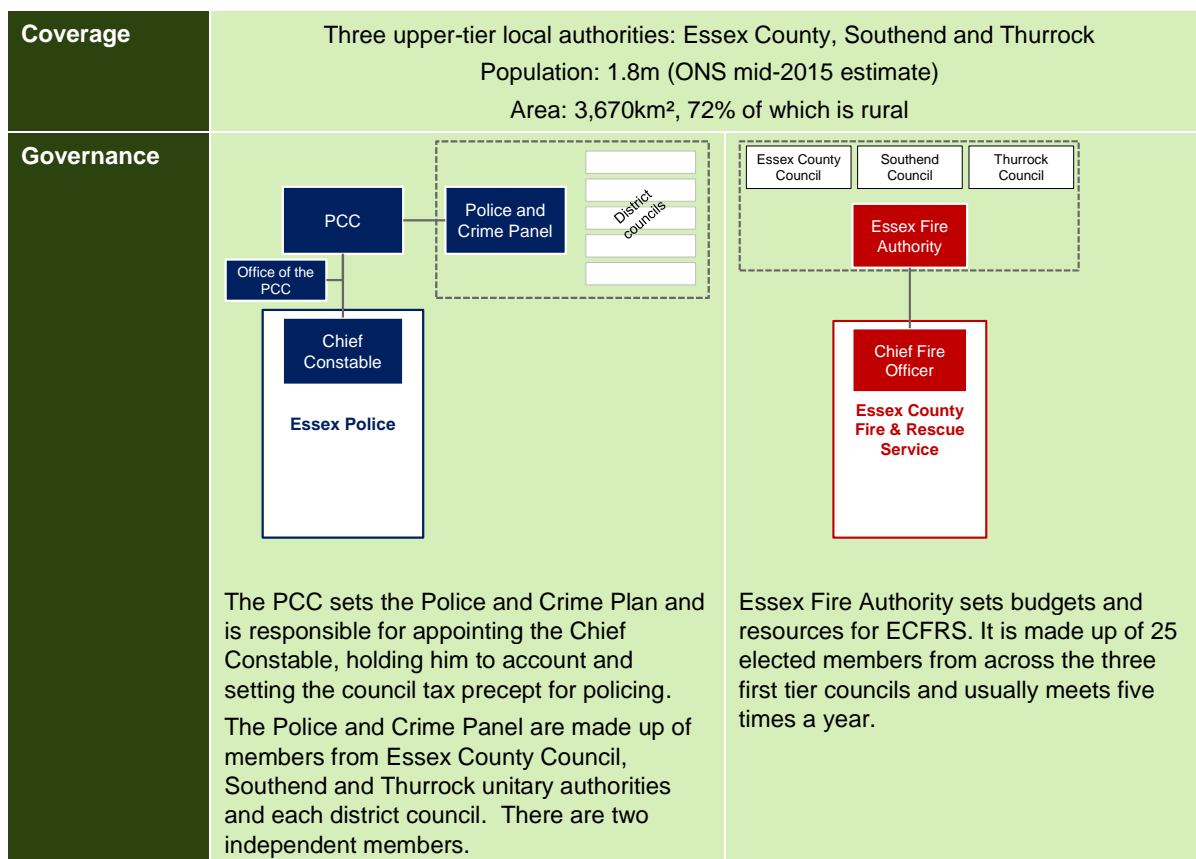 Coverage
Three upper-tier local authorities: Essex County, Southend and Thurrock
Population: 1.8m (ONS mid-2015 estimate)
Area: 3,670km², 72% of which is rural
Governance
PCC
Police and
Crime Panel
District
councils
Office of the
PCC
Chief
Constable
Essex Police
The PCC sets the Police and Crime Plan and
is responsible for appointing the Chief
Constable, holding him to account and
setting the council tax precept for policing.
The Police and Crime Panel are made up of
members from Essex County Council,
Southend and Thurrock unitary authorities
and each district council.  There are two
independent members.
Essex County
Council
Southend
Council
Thurrock
Council
Essex Fire
Authority
Chief Fire
Officer
Essex County
Fire & Rescue
Service
Essex Fire Authority sets budgets and
resources for ECFRS. It is made up of 25
elected members from across the three
first tier councils and usually meets five
times a year.